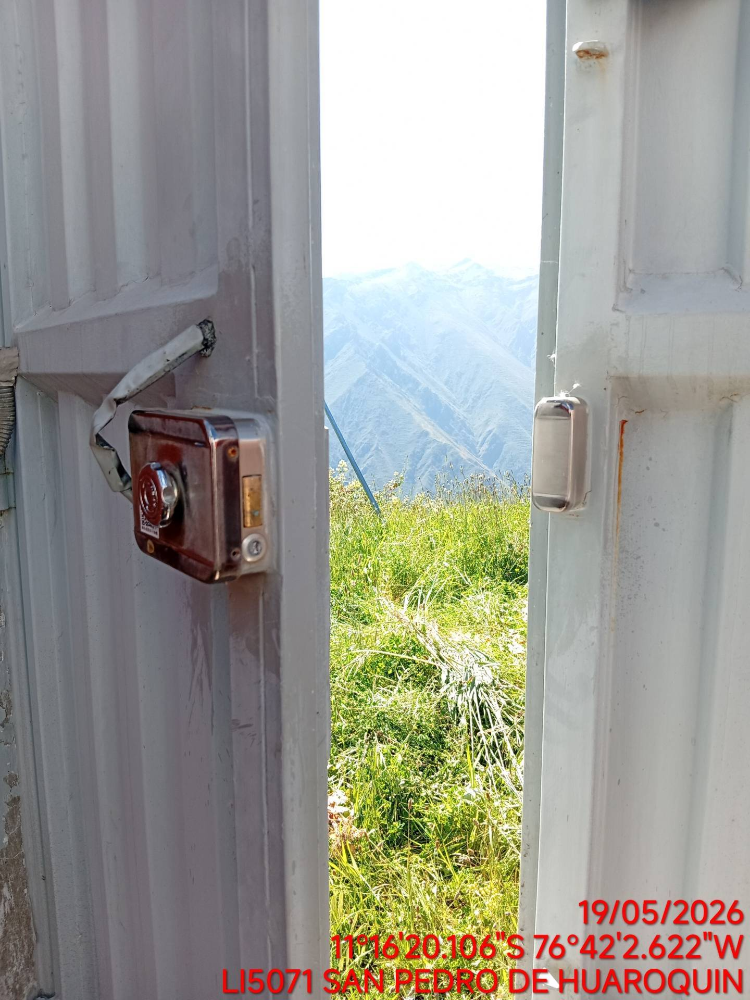 19/05/2026
11°16'20.106"S 76°42'2.622"W
LI5071 SAN PEDRO DE HUAROQUIN